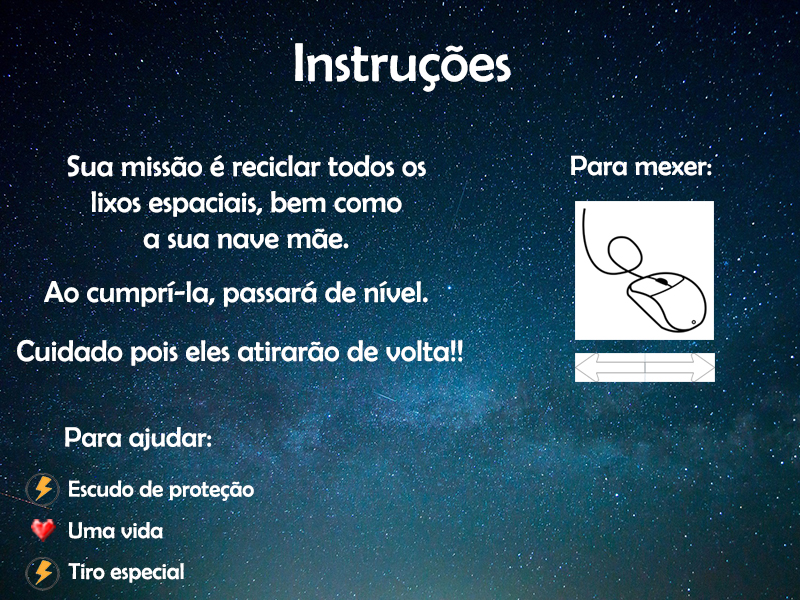 Instruções
Sua missão é reciclar todos os
lixos espaciais, bem como
a sua nave mãe.
Ao cumprí-la, passará de nível.
Cuidado pois eles atirarão de volta!!
Para mexer:
Para ajudar:
Escudo de proteção
Uma vida
Tiro especial